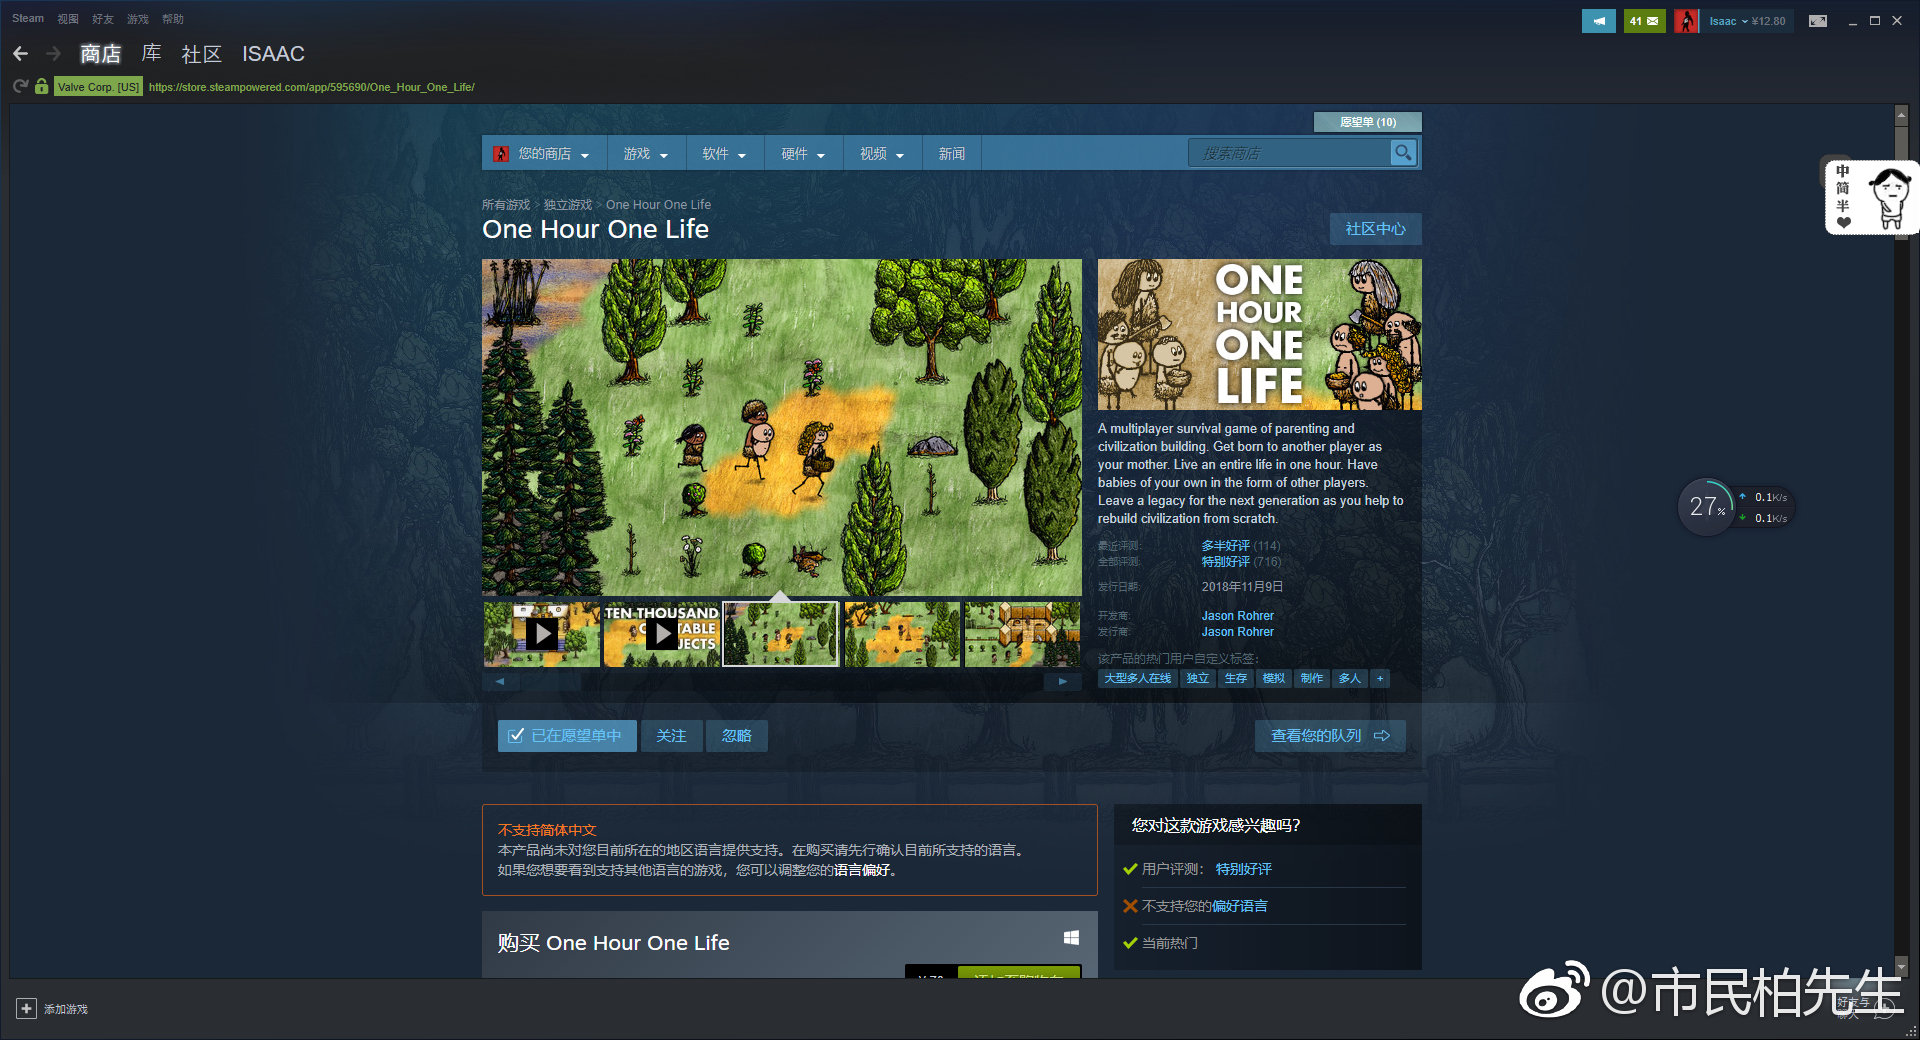 Steam 视图 好友 游戏 帮助
41
Isaac ¥12.80
商店 库 社区 ISAAC
Valve Corp. [US] https://store.steampowered.com/app/595690/One_Hour_One_Life/
愿望单 (10)
您的商店 游戏 软件 硬件 视频 新闻 搜索商店
中
简
半
所有游戏 > 独立游戏 > One Hour One Life
One Hour One Life
社区中心
ONE
HOUR
ONE
LIFE
A multiplayer survival game of parenting and
civilization building. Get born to another player as
your mother. Live an entire life in one hour. Have
babies of your own in the form of other players.
Leave a legacy for the next generation as you help to
rebuild civilization from scratch.
27%
0.1K/s
0.1K/s
最近评测: 多半好评 (114)
全部评测: 特别好评 (716)
发行日期: 2018年11月9日
开发商: Jason Rohrer
发行商: Jason Rohrer
TEN THOUSAND
该产品的热门用户自定义标签:
大型多人在线 独立 生存 模拟 制作 多人 +
已在愿望单中 关注 忽略 查看您的队列
不支持简体中文
本产品尚未对您目前所在的地区语言提供支持。在购买请先行确认目前所支持的语言。
如果您想要看到支持其他语言的游戏，您可以调整您的语言偏好。
您对这款游戏感兴趣吗？
用户评测： 特别好评
不支持您的偏好语言
当前热门
购买 One Hour One Life
添加游戏
@市民柏先生